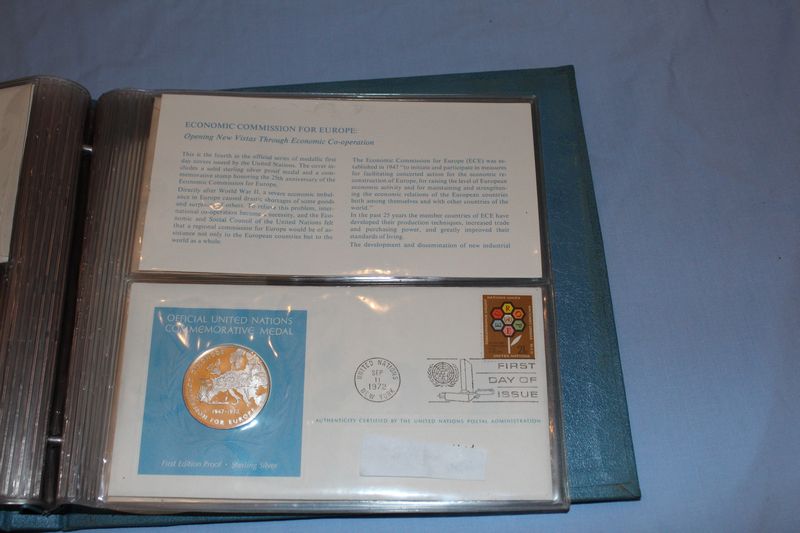 ECONOMIC COMMISSION FOR EUROPE:
Opening New Vistas Through Economic Co-operation
This is the fourth in the official series of medallic first
day covers issued by the United Nations. The cover in-
cludes a solid sterling silver proof medal and a com-
memorative stamp honoring the 25th anniversary of the
Economic Commission for Europe.
Directly after World War II, a severe economic imbal-
ance in Europe caused drastic shortages of some goods
and surpluses others. To relieve this problem, inter-
national co-operation became necessity, and the Eco-
nomic and Social Council of the United Nations felt
that a regional commission for Europe would be of as-
sistance not only to the European countries but to the
world as a whole.
The Economic Commission for Europe (ECE) was es-
tablished in 1947 "to initiate and participate in measures
for facilitating concerted action for the economic re-
construction of Europe, for raising the level of European
economic activity and for maintaining and strengthen-
ing the economic relations of the European countries
both among themselves and with other countries of the
world."
In the past 25 years the member countries of ECE have
developed their production techniques, increased trade
and purchasing power, and greatly improved their
standards of living.
The development and dissemination of new industrial
OFFICIAL UNITED NATIONS
COMMEMORATIVE MEDAL
1947-1972
COMMISSION FOR EUROPE
First Edition Proof • Sterling Silver
UNITED NATIONS
SEP
11
1972
NEW YORK
UNITED NATIONS
FIRST
DAY OF
ISSUE
AUTHENTICITY CERTIFIED BY THE UNITED NATIONS POSTAL ADMINISTRATION